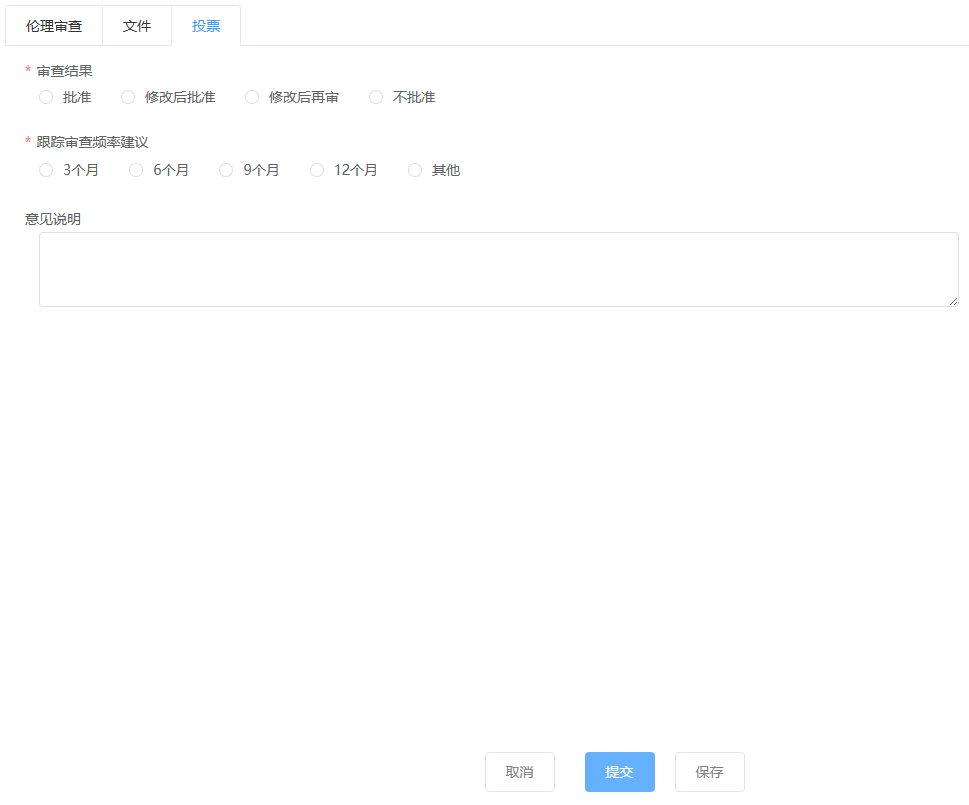 伦理审查 文件 投票
* 审查结果
批准 修改后批准 修改后再审 不批准
* 跟踪审查频率建议
3个月 6个月 9个月 12个月 其他
意见说明
取消 提交 保存